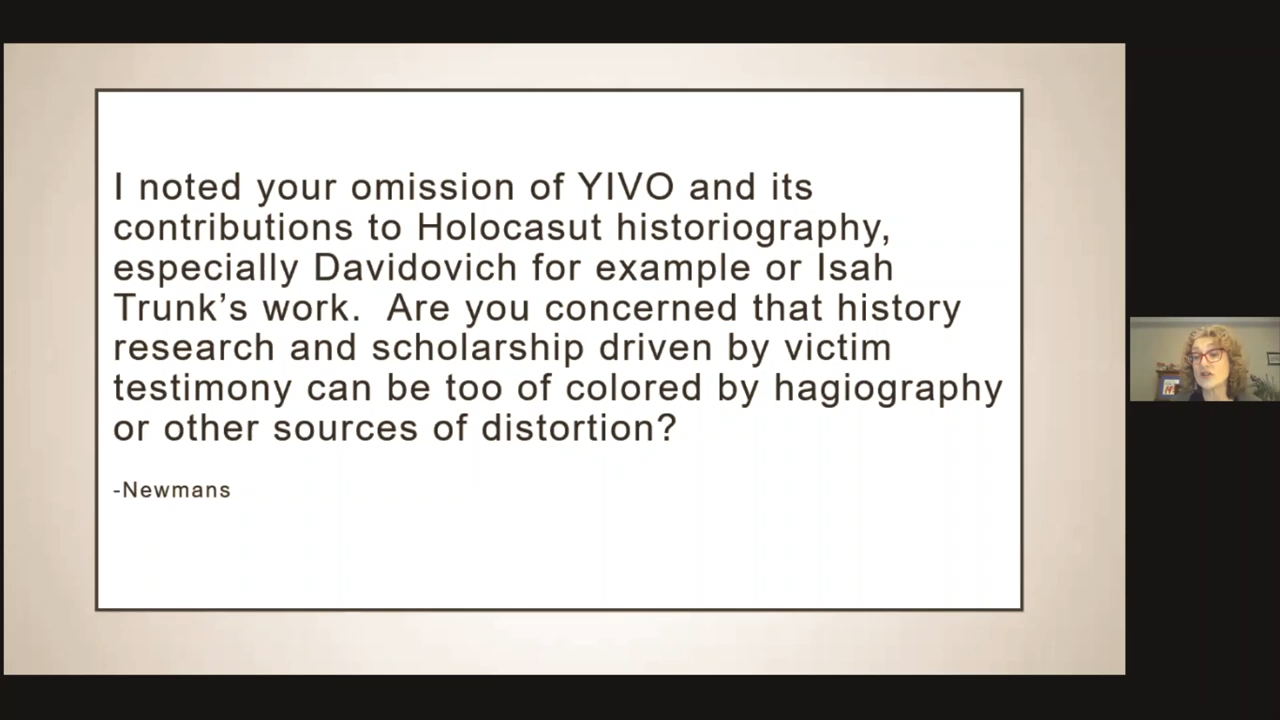 I noted your omission of YIVO and its
contributions to Holocasut historiography,
especially Davidovich for example or Isah
Trunk’s work.  Are you concerned that history
research and scholarship driven by victim
testimony can be too of colored by hagiography
or other sources of distortion?
-Newmans